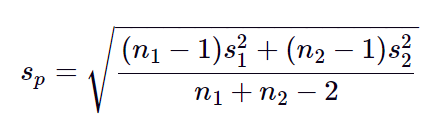 s_p = \sqrt{\frac{(n_1 - 1)s_1^2 + (n_2 - 1)s_2^2}{n_1 + n_2 - 2}}